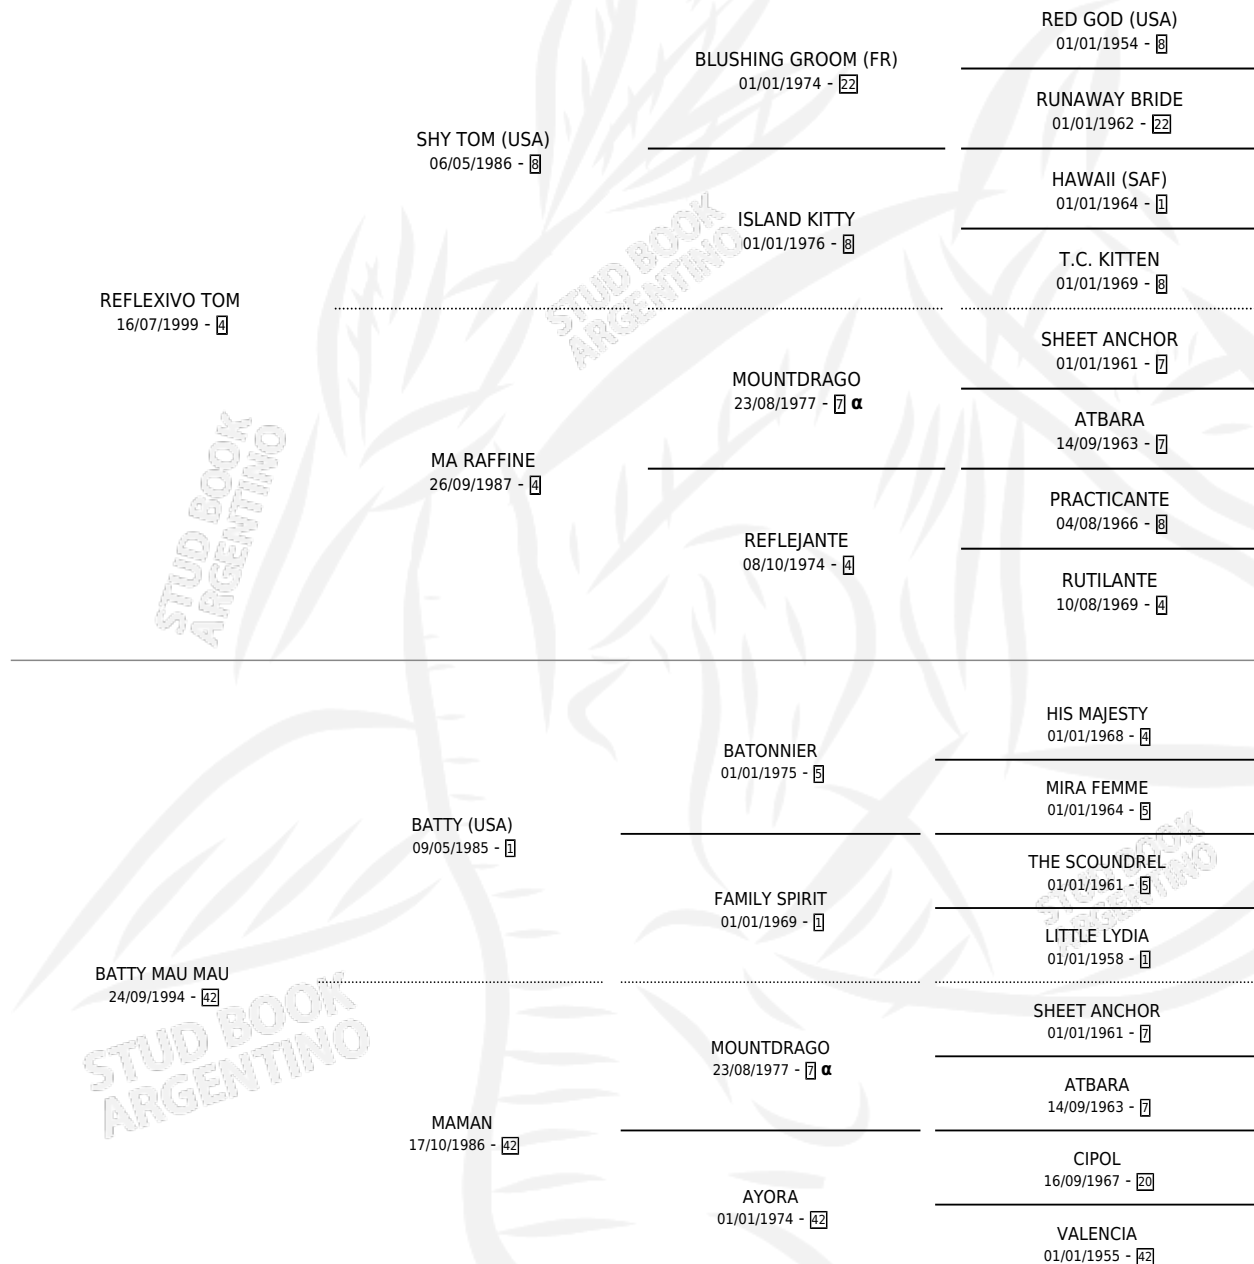 RED GOD (USA)
01/01/1954 - 8
BLUSHING GROOM (FR)
01/01/1974 - 22
RUNAWAY BRIDE
01/01/1962 - 22
SHY TOM (USA)
06/05/1986 - 8
HAWAII (SAF)
01/01/1964 - 1
ISLAND KITTY
01/01/1976 - 8
T.C. KITTEN
01/01/1969 - 8
REFLEXIVO TOM
16/07/1999 - 4
SHEET ANCHOR
01/01/1961 - 7
MOUNTDRAGO
23/08/1977 - 7 α
ATBARA
14/09/1963 - 7
MA RAFFINE
26/09/1987 - 4
PRACTICANTE
04/08/1966 - 8
REFLEJANTE
08/10/1974 - 4
RUTILANTE
10/08/1969 - 4
STUD BOOK
ARGENTINO
STUD BOOK
ARGENTINO
HIS MAJESTY
01/01/1968 - 4
BATONNIER
01/01/1975 - 5
MIRA FEMME
01/01/1964 - 5
BATTY (USA)
09/05/1985 - 1
THE SCOUNDREL
01/01/1961 - 5
FAMILY SPIRIT
01/01/1969 - 1
LITTLE LYDIA
01/01/1958 - 1
STUD BOOK
ARGENTINO
BATTY MAU MAU
24/09/1994 - 42
STUD BOOK
ARGENTINO
SHEET ANCHOR
01/01/1961 - 7
MOUNTDRAGO
23/08/1977 - 7 α
ATBARA
14/09/1963 - 7
MAMAN
17/10/1986 - 42
CIPOL
16/09/1967 - 20
AYORA
01/01/1974 - 42
VALENCIA
01/01/1955 - 42